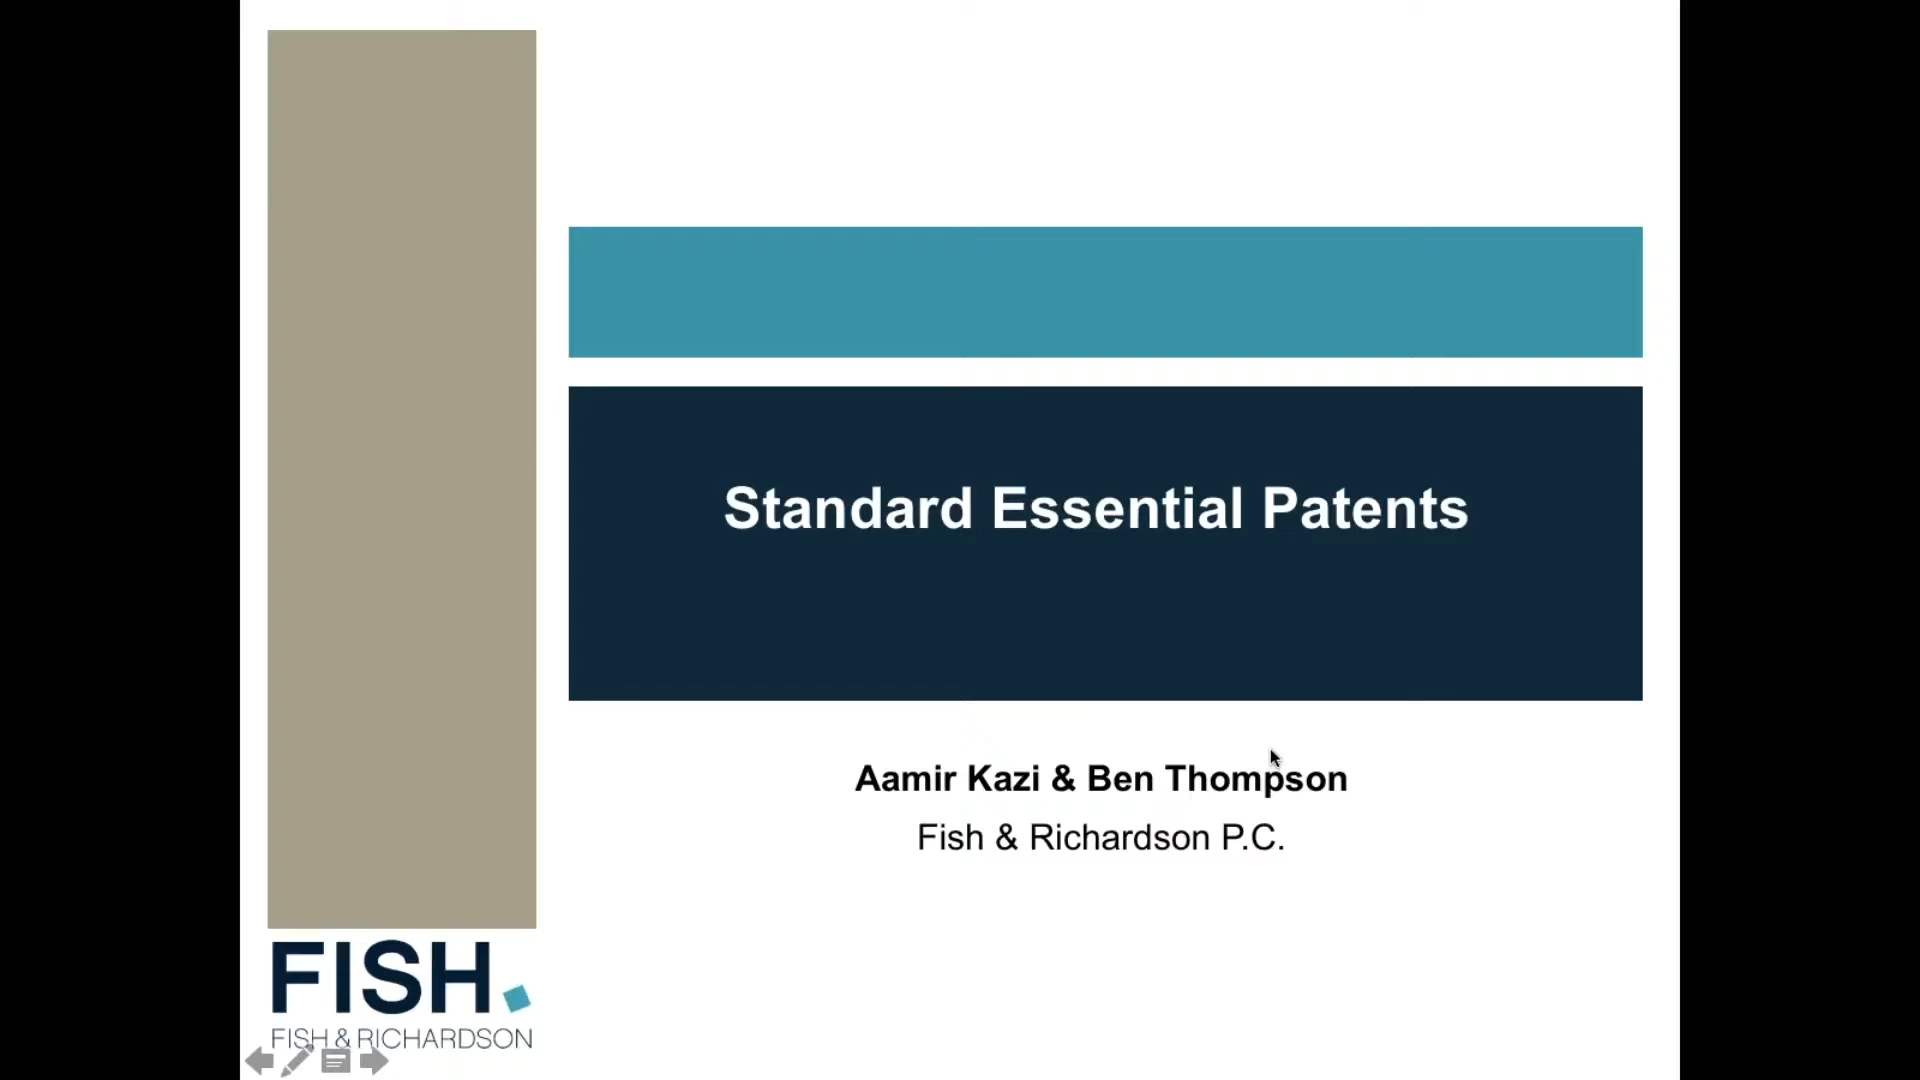 Standard Essential Patents
Aamir Kazi & Ben Thompson
Fish & Richardson P.C.
FISH.
FISH & RICHARDSON